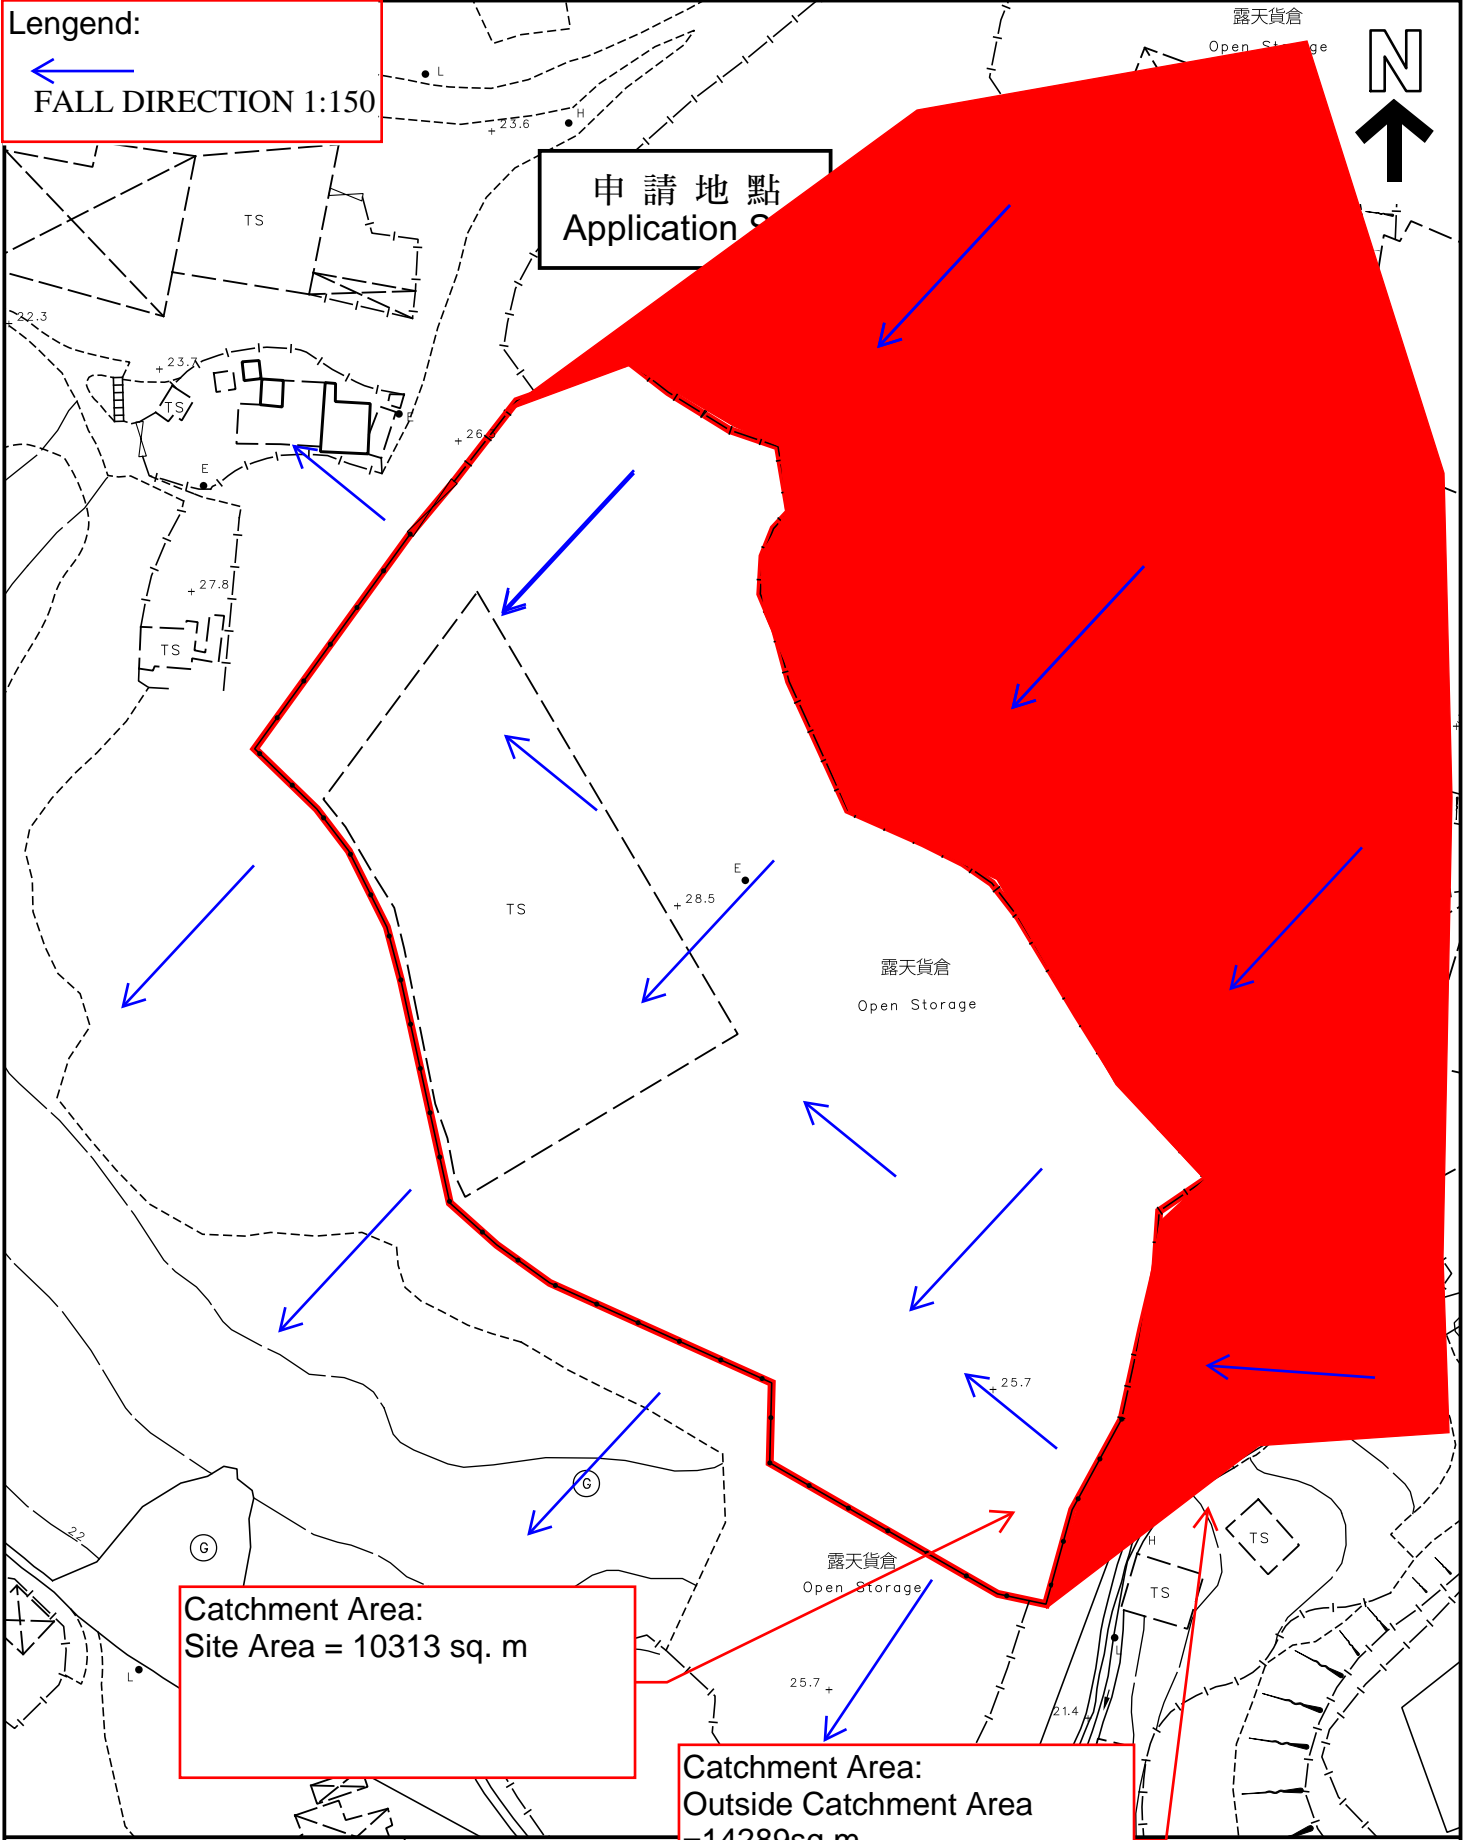 Lengend:
FALL DIRECTION 1:150
露天貨倉
Open Storage
N
L
H
23.6
申請地點
Application
TS
22.3
23.7
TS
E
26.
E
27.8
TS
E
28.5
TS
露天貨倉
Open Storage
25.7
G
22
G
H
TS
TS
露天貨倉
Open Storage
Catchment Area:
Site Area = 10313 sq. m
L
L
25.7
21.4
Catchment Area:
Outside Catchment Area
=14289sq.m